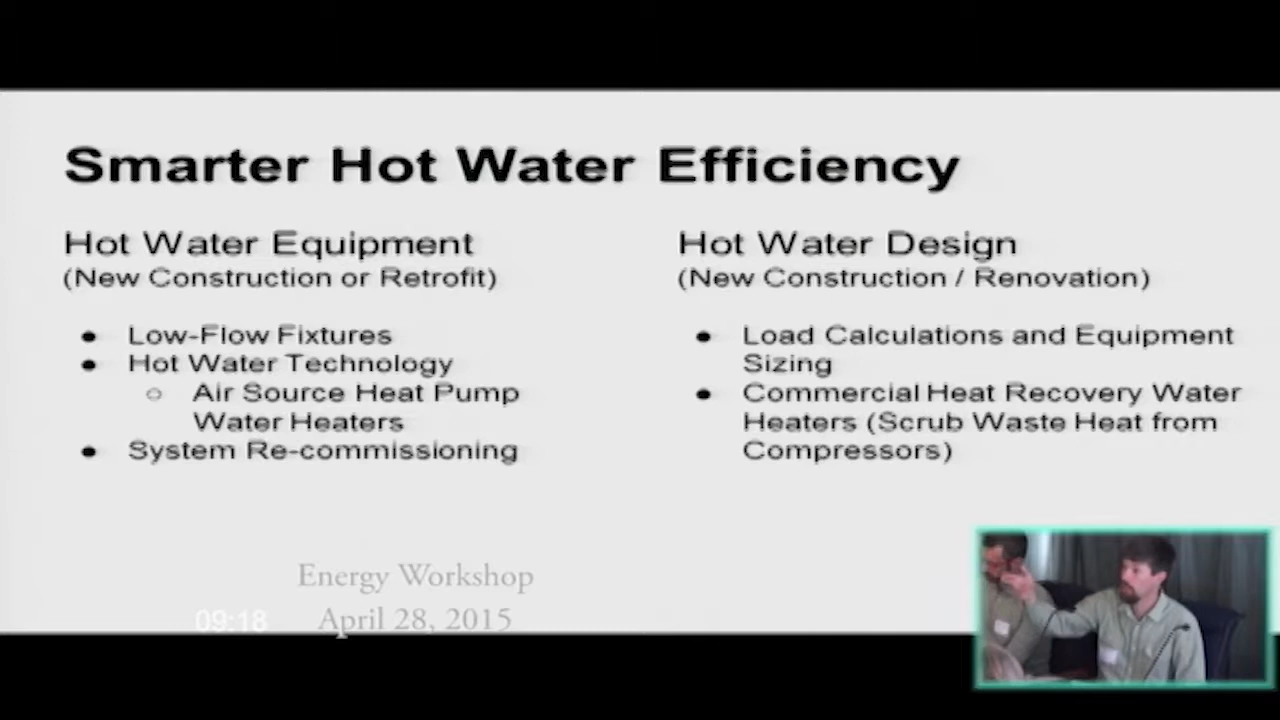 Smarter Hot Water Efficiency
Hot Water Equipment
(New Construction or Retrofit)
● Low-Flow Fixtures
● Hot Water Technology
○ Air Source Heat Pump
Water Heaters
● System Re-commissioning
Hot Water Design
(New Construction / Renovation)
● Load Calculations and Equipment
Sizing
● Commercial Heat Recovery Water
Heaters (Scrub Waste Heat from
Compressors)
Energy Workshop
09:18
April 28, 2015